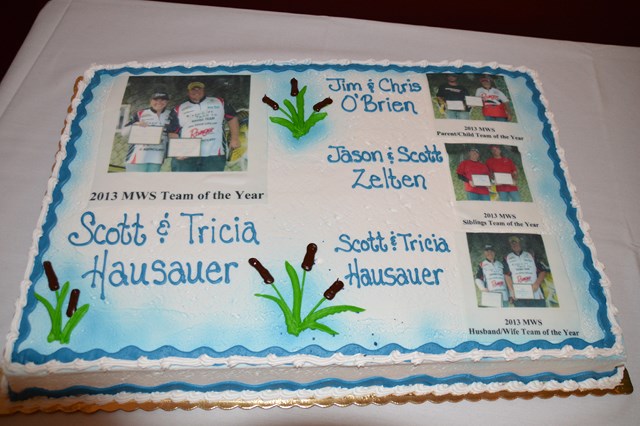 2013 MWS Team of the Year
Scott & Tricia
Hausauer
Jim & Chris
O'Brien
2013 MWS
Parent/Child Team of the Year
Jason & Scott
Zelten
2013 MWS
Siblings Team of the Year
Scott & Tricia
Hausauer
2013 MWS
Husband/Wife Team of the Year